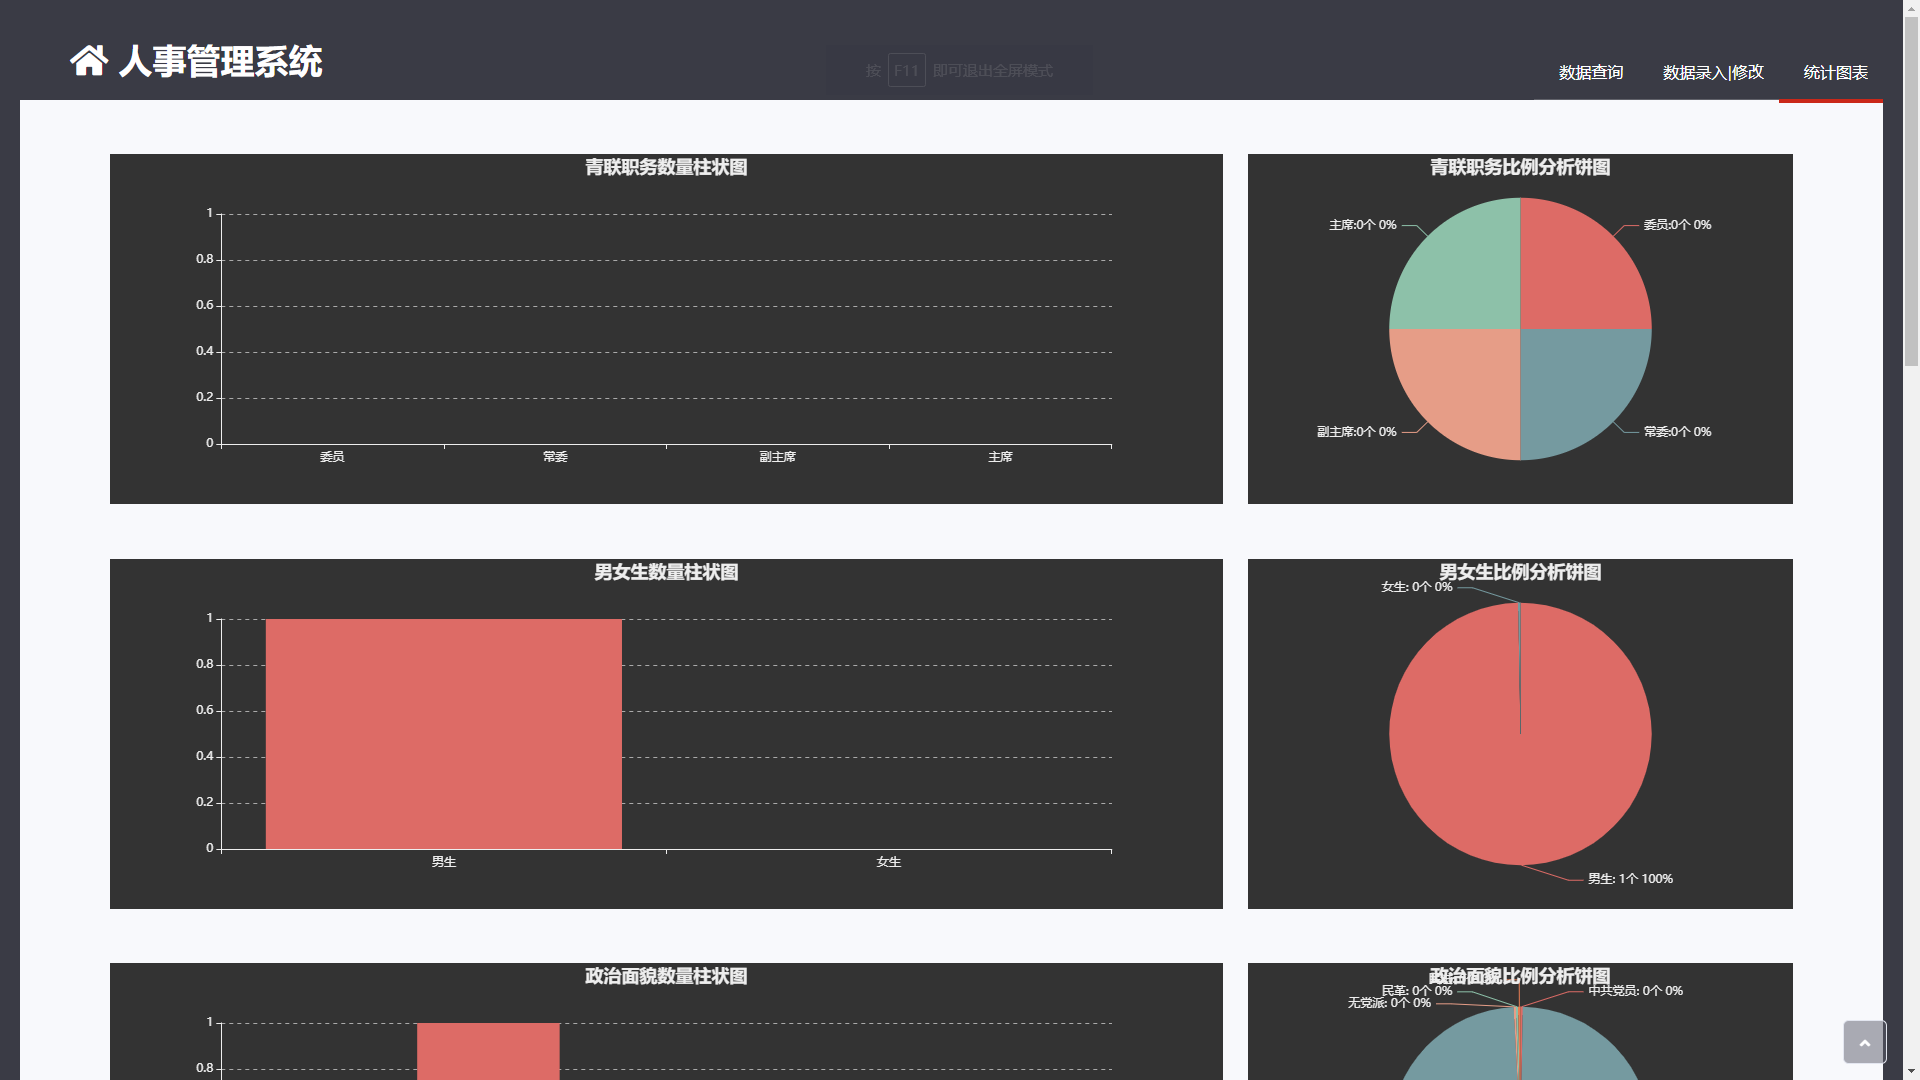 人事管理系统
按 F11 即可退出全屏模式
数据查询 数据录入|修改 统计图表
青联职务数量柱状图
1
0.8
0.6
0.4
0.2
0
委员 常委 副主席 主席
青联职务比例分析饼图
主席:0个 0% 委员:0个 0%
副主席:0个 0% 常委:0个 0%
男女生数量柱状图
1
0.8
0.6
0.4
0.2
0
男生 女生
男女生比例分析饼图
女生: 0个 0%
男生: 1个 100%
政治面貌数量柱状图
1
0.8
政治面貌比例分析饼图
民革: 0个 0% 中共党员: 0个 0%
无党派: 0个 0%